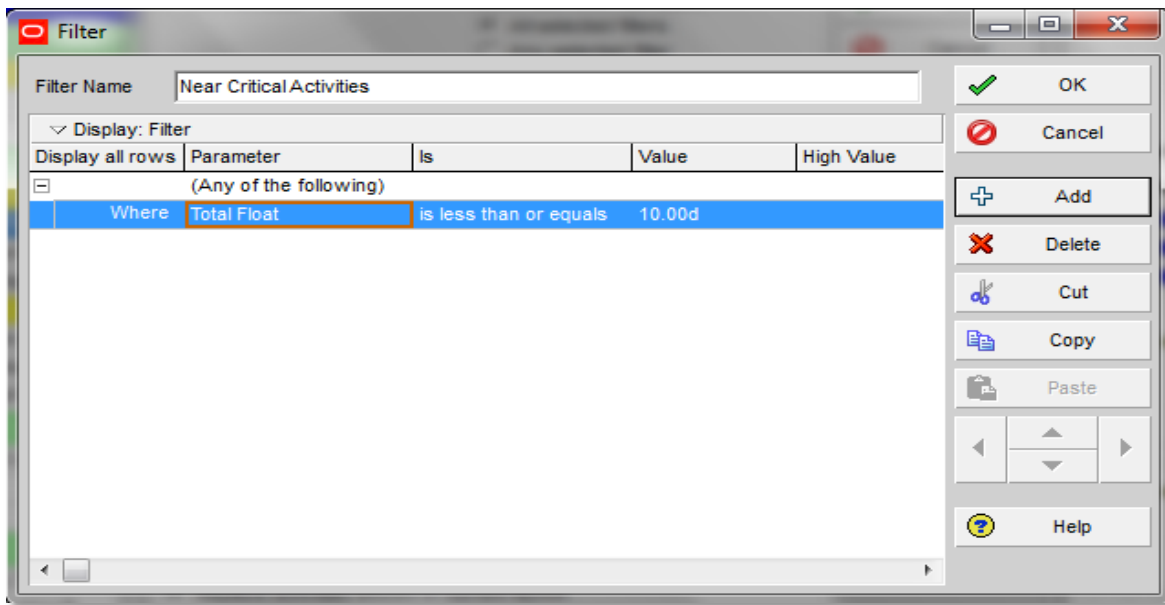 Filter
Filter Name Near Critical Activities
Display: Filter
Display all rows Parameter Is Value High Value
(Any of the following)
Where Total Float is less than or equals 10.00d
OK
Cancel
Add
Delete
Cut
Copy
Paste
Help